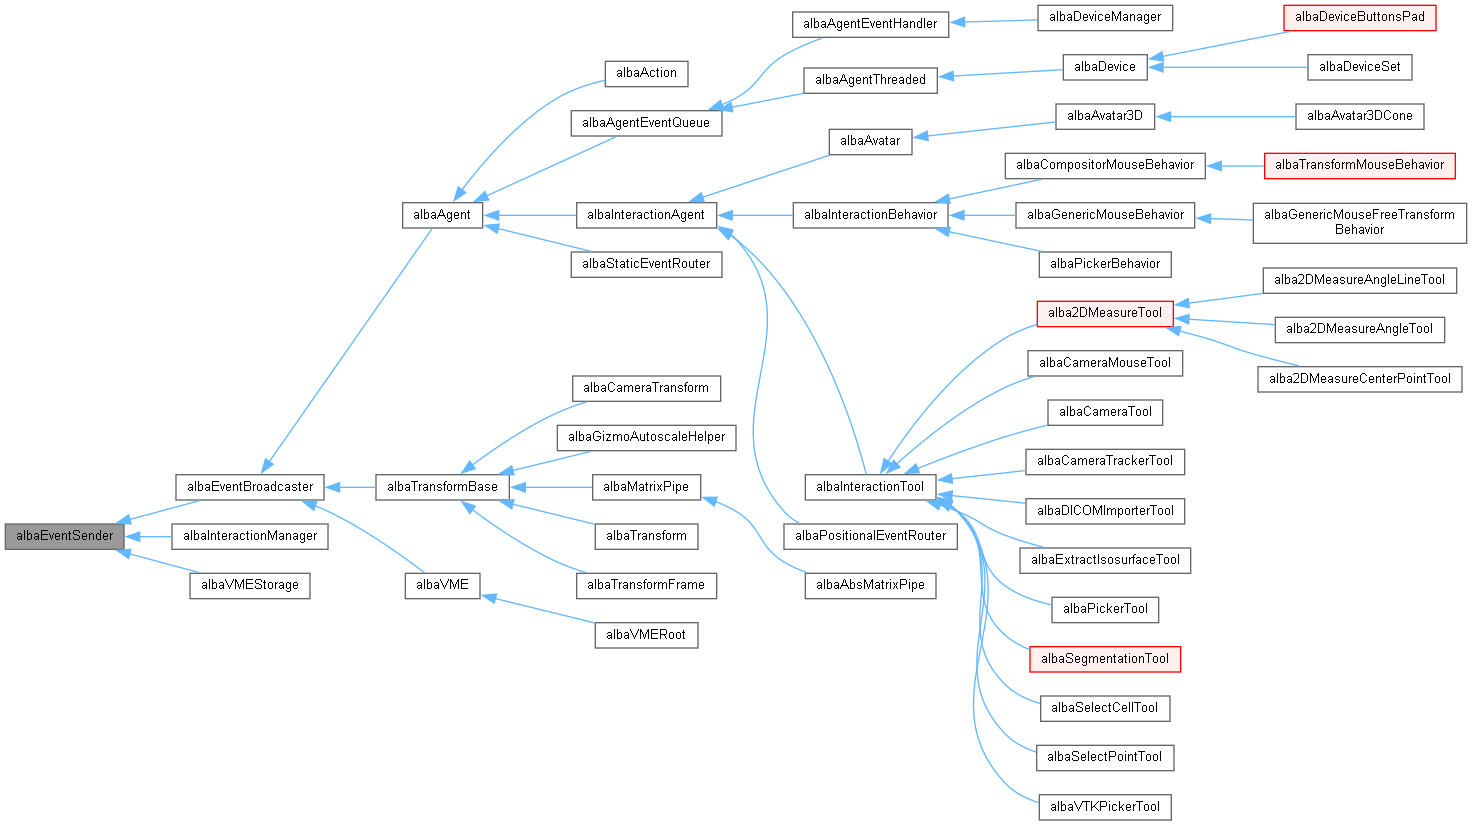 albaEventSender
albaEventBroadcaster
albaInteractionManager
albaVMEStorage
albaAgent
albaTransformBase
albaVME
albaAction
albaAgentEventQueue
albaInteractionAgent
albaStaticEventRouter
albaCameraTransform
albaGizmoAutoscaleHelper
albaMatrixPipe
albaTransform
albaTransformFrame
albaVMERoot
albaAgentEventHandler
albaAgentThreaded
albaAvatar
albaInteractionBehavior
albaInteractionTool
albaPositionalEventRouter
albaAbsMatrixPipe
albaDeviceManager
albaDevice
albaAvatar3D
albaCompositorMouseBehavior
albaGenericMouseBehavior
albaPickerBehavior
alba2DMeasureTool
albaCameraMouseTool
albaCameraTool
albaCameraTrackerTool
albaDICOMImporterTool
albaExtractIsosurfaceTool
albaPickerTool
albaSegmentationTool
albaSelectCellTool
albaSelectPointTool
albaVTKPickerTool
albaDeviceButtonsPad
albaDeviceSet
albaAvatar3DCone
albaTransformMouseBehavior
albaGenericMouseFreeTransform
Behavior
alba2DMeasureAngleLineTool
alba2DMeasureAngleTool
alba2DMeasureCenterPointTool